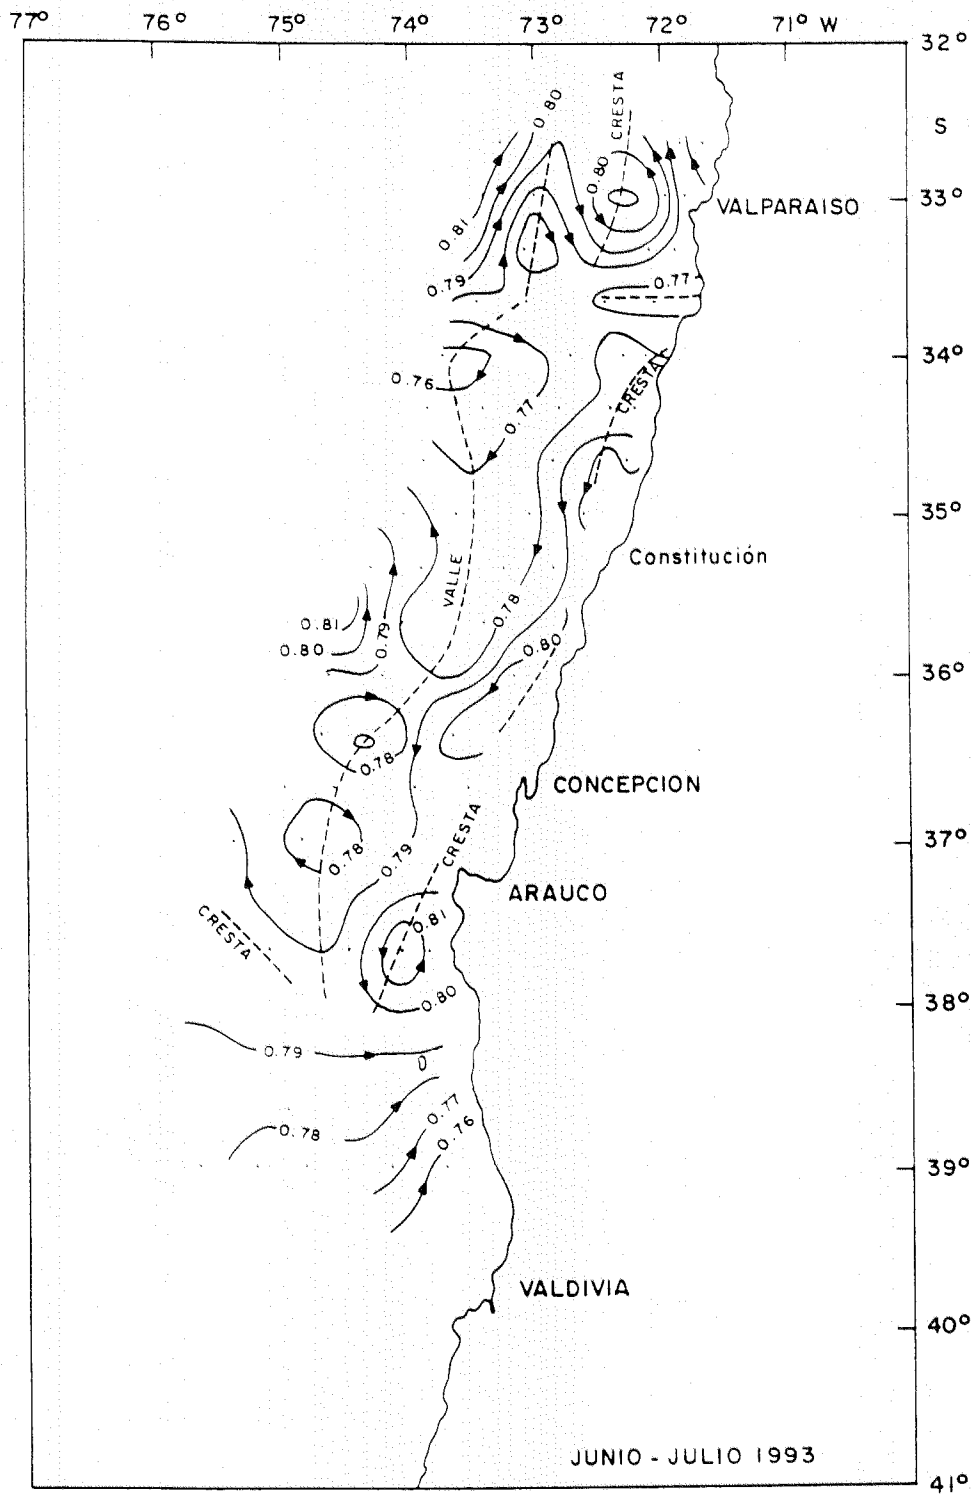 77° 76° 75° 74° 73° 72° 71° W
32°
S
0.80
CRESTA
0.80
33°
VALPARAISO
0.81
0.79
0.77
34°
0.76
CRESTA
0.77
35°
Constitución
VALLE
0.78
0.81
0.80
0.79
0.80
36°
0.78
CONCEPCION
CRESTA
37°
0.78
0.79
ARAUCO
CRESTA
0.81
0.80
38°
0.79
0.78
0.77
0.76
39°
VALDIVIA
40°
JUNIO - JULIO 1993
41°